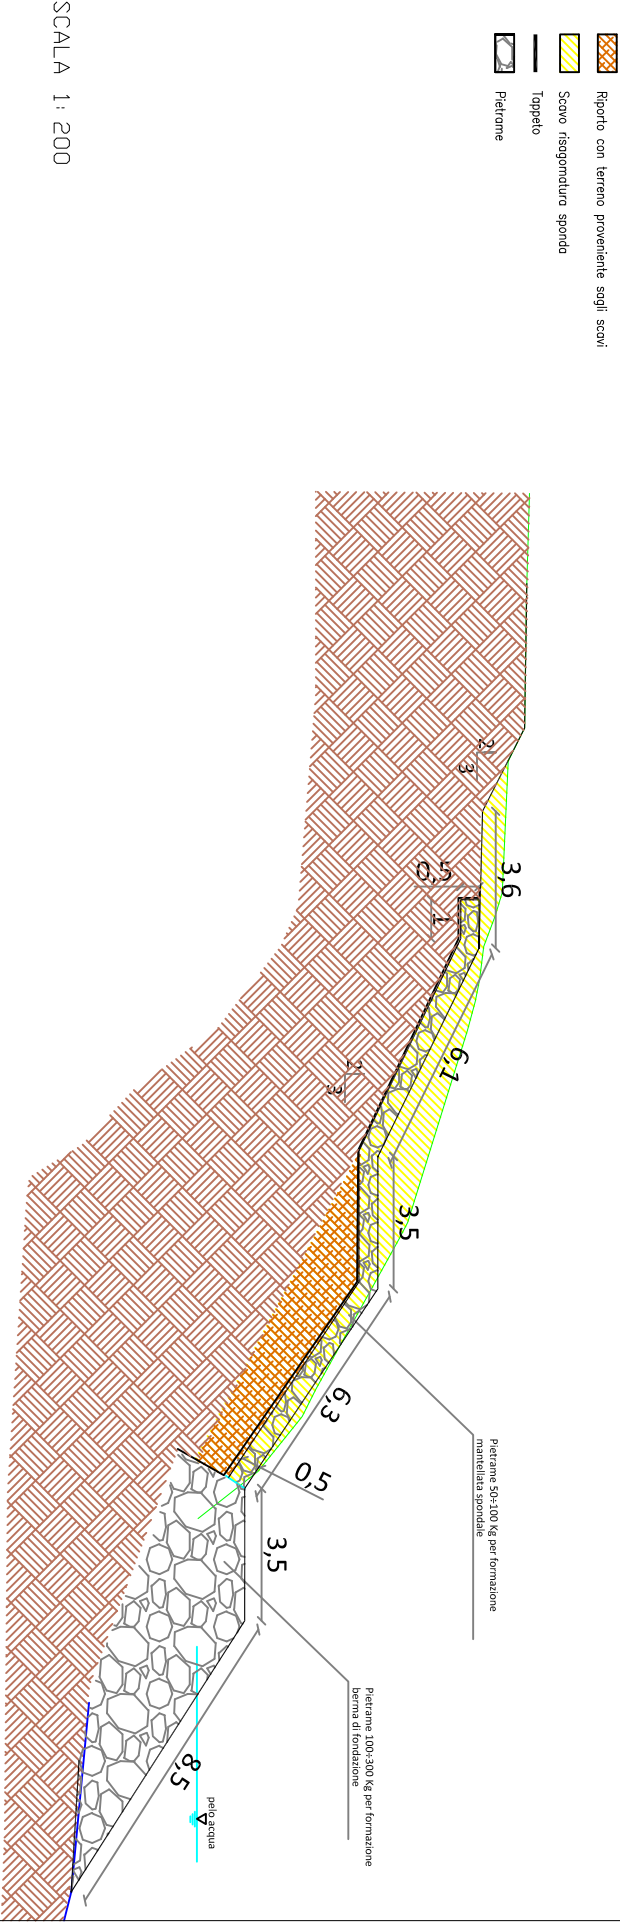 Riporto con terreno proveniente sagli scavi
Scavo risagomatura sponda
Tappeto
Pietrame
SCALA 1: 200
2
3
3,6
0,5
1
6,1
2
3
3,5
6,3
0,5
3,5
8,5
Pietrame 50÷100 Kg per formazione
mantellata spondale
Pietrame 100÷300 Kg per formazione
berma di fondazione
pelo acqua